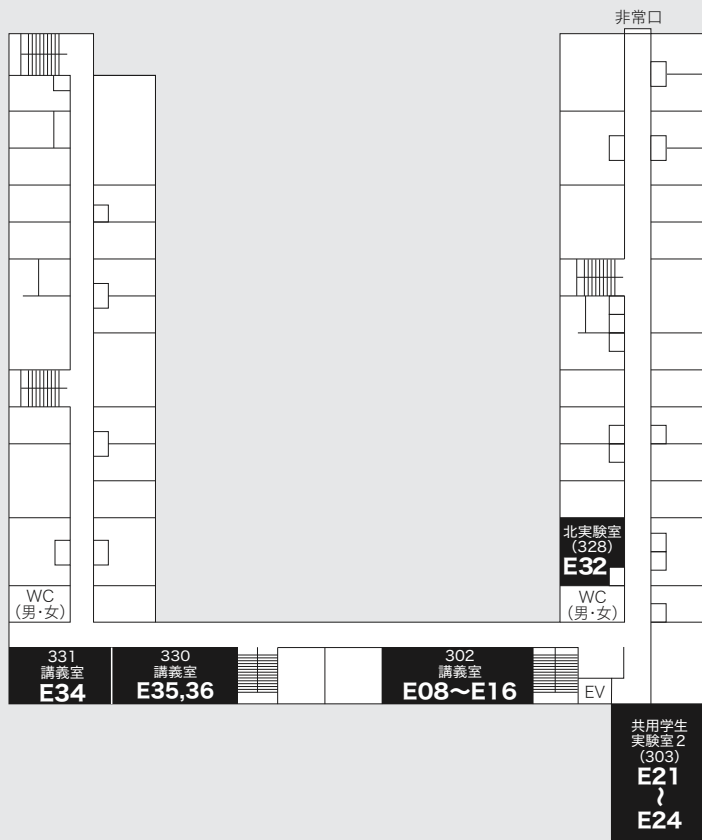 非常口
北実験室
(328)
E32
WC
(男・女)
WC
(男・女)
331
講義室
E34
330
講義室
E35,36
302
講義室
E08〜E16
EV
共用学生
実験室2
(303)
E21
〜
E24